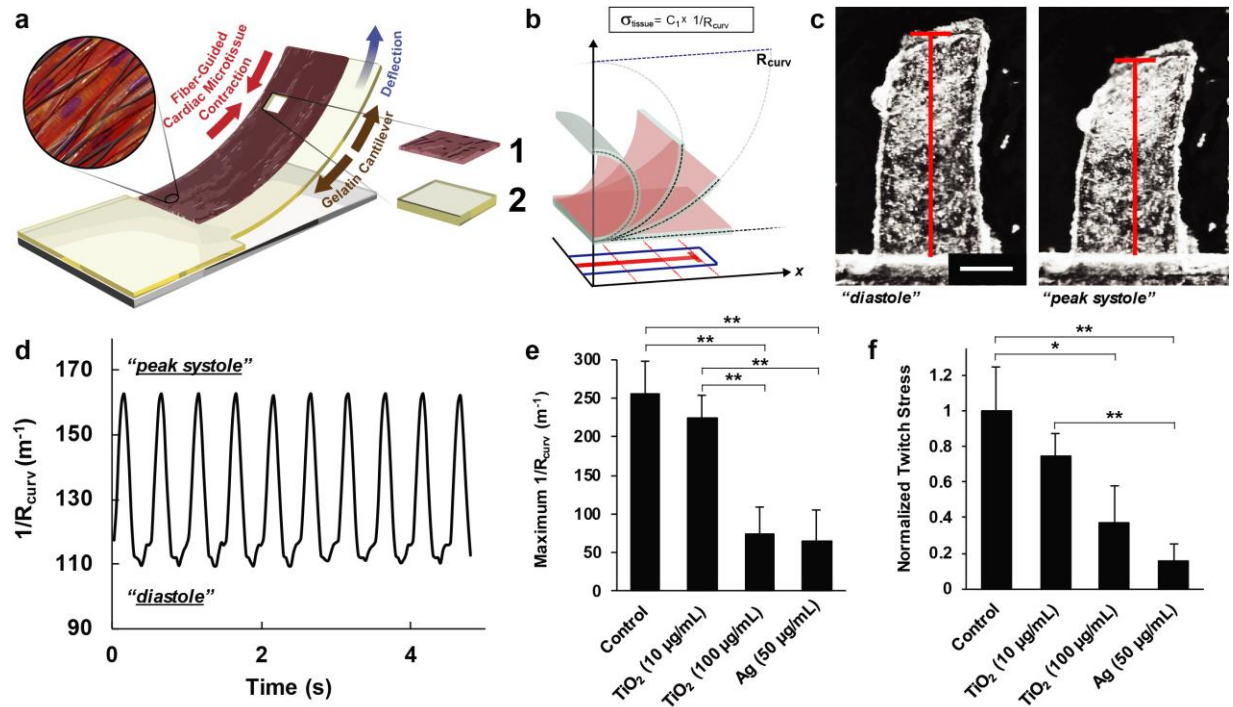 a
Fiber-Guided
Cardiac Microtissue
Contraction
Deflection
Gelatin Cantilever
1
2
b
σtissue= C1 x 1/Rcurv
Rcurv
x
c
"diastole"
"peak systole"
d
"peak systole"
170
150
130
110
90
1/Rcurv (m-1)
"diastole"
0
2
4
Time (s)
e
**
**
**
**
300
250
200
150
100
50
0
Maximum 1/Rcurv (m-1)
Control
TiO2 (10 µg/mL)
TiO2 (100 µg/mL)
Ag (50 µg/mL)
f
**
*
**
1.2
1
0.8
0.6
0.4
0.2
0
Normalized Twitch Stress
Control
TiO2 (10 µg/mL)
TiO2 (100 µg/mL)
Ag (50 µg/mL)